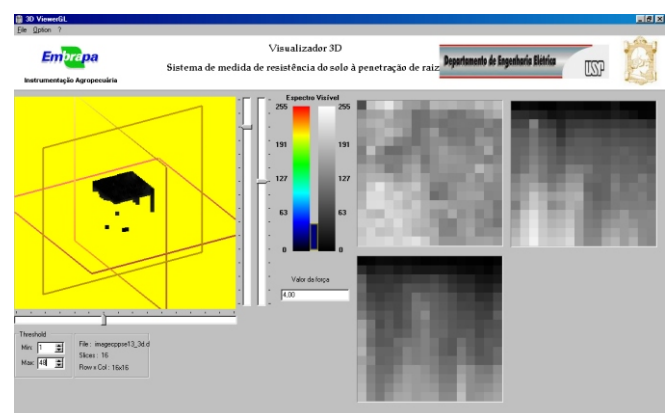 3D ViewerGL
File Option ?
Embrapa
Instrumentação Agropecuária
Visualizador 3D
Sistema de medida de resistência do solo à penetração de raiz
Departamento de Engenharia Elétrica
USP
Espectro Visível
255 255
191 191
127 127
63 63
0 0
Valor da força
4,00
Threshold
Min: 1
Max: 48
File : imagecppse13_3d.d
Slices : 16
Row x Col : 16x16